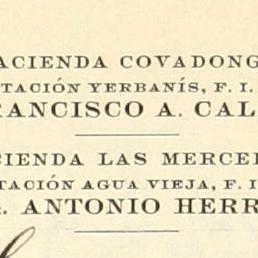 ACIENDA COVADONG
TACIÓN YERBANÍS, F. I.
RANCISCO A. CAL
CIENDA LAS MERCE
TACIÓN AGUA VIEJA, F. I
. ANTONIO HERR